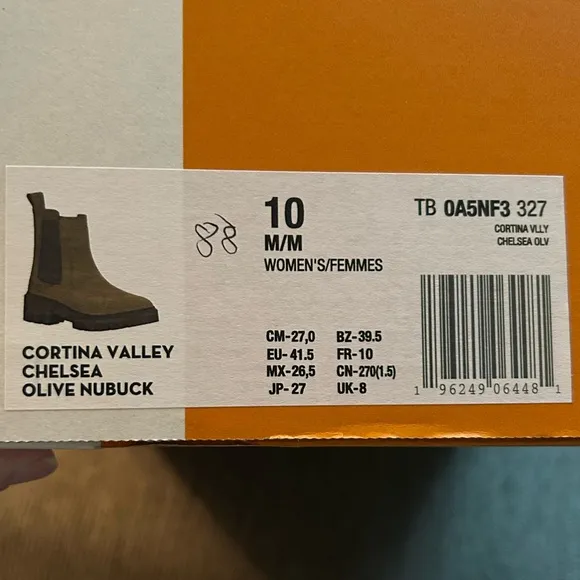 CORTINA VALLEY
CHELSEA
OLIVE NUBUCK
88
10
M/M
WOMEN'S/FEMMES
CM-27,0 BZ-39.5
EU-41.5 FR-10
MX-26,5 CN-270(1.5)
JP-27 UK-8
TB 0A5NF3 327
CORTINA VLLY
CHELSEA OLV
1 96249 06448 1